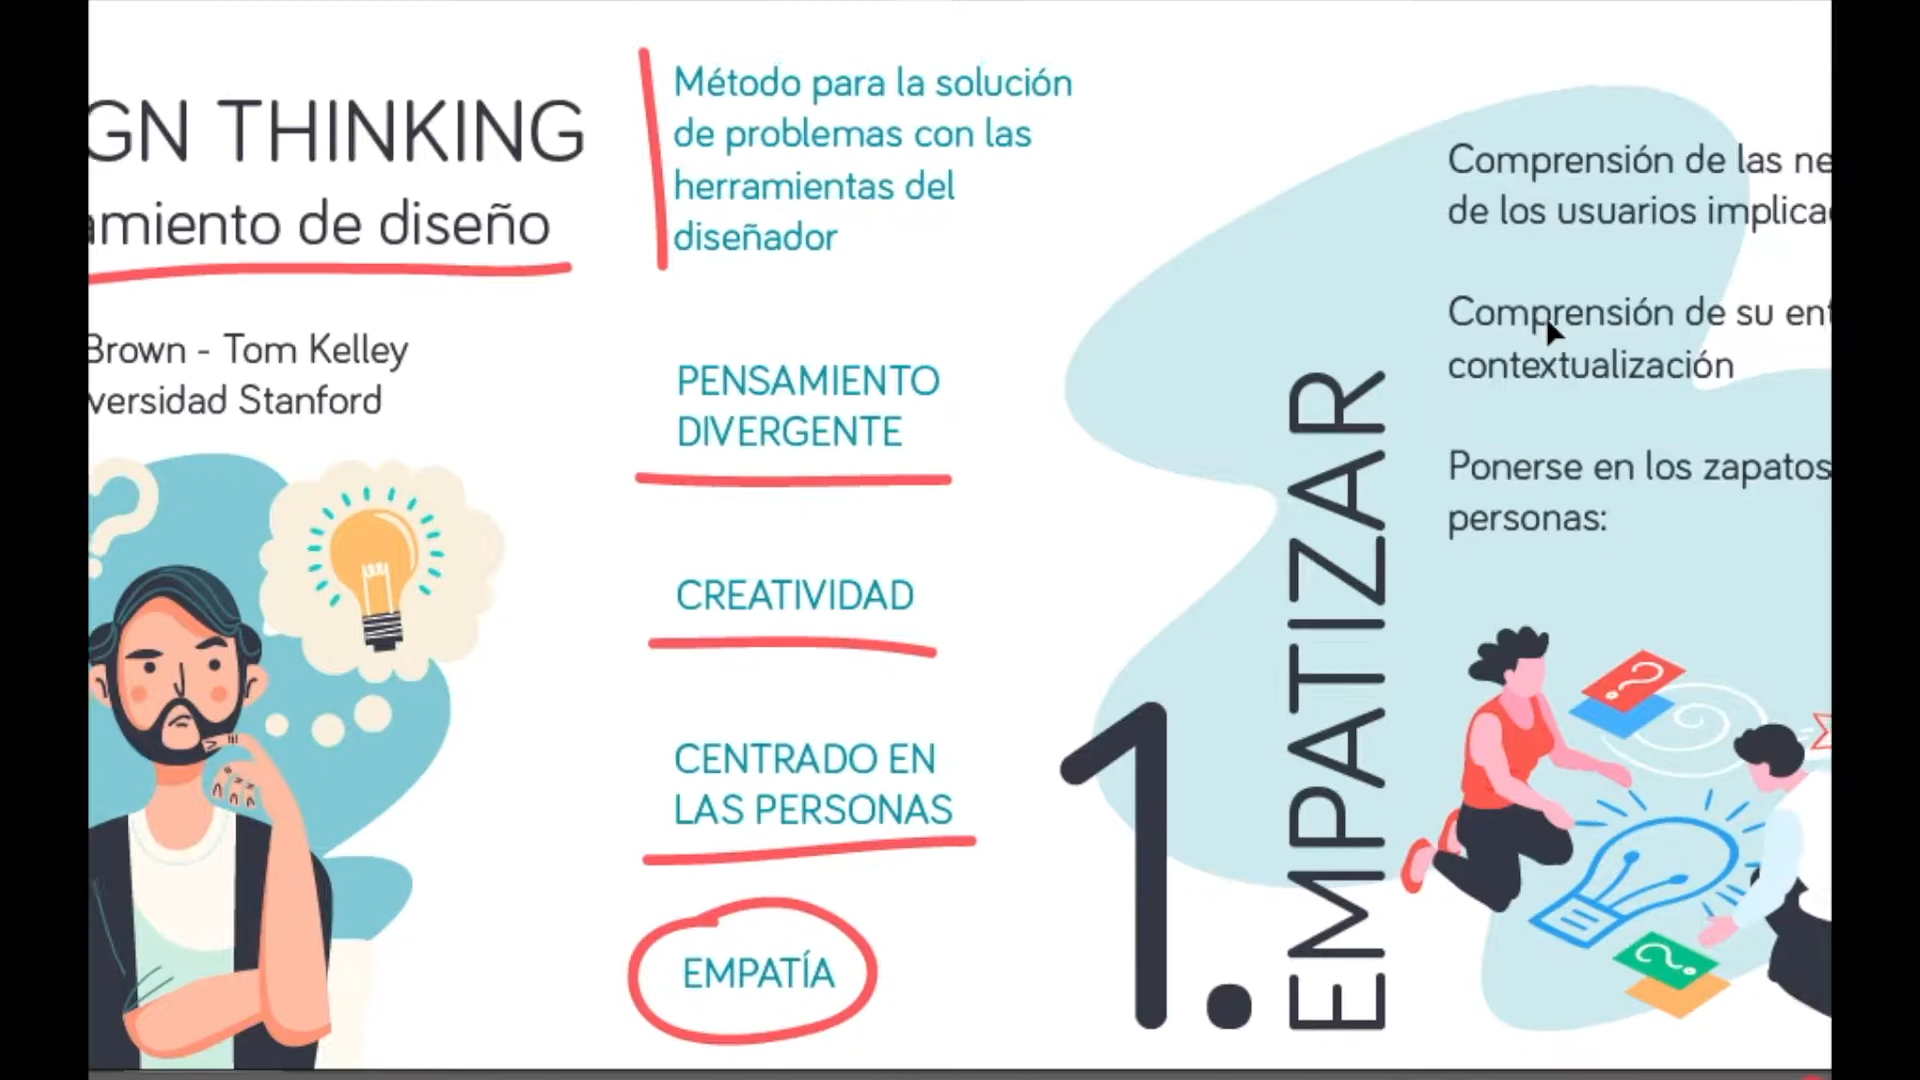 GN THINKING
amiento de diseño
Brown - Tom Kelley
versidad Stanford
Método para la solución
de problemas con las
herramientas del
diseñador
PENSAMIENTO
DIVERGENTE
CREATIVIDAD
CENTRADO EN
LAS PERSONAS
EMPATÍA
1.
EMPATIZAR
Comprensión de las ne
de los usuarios implica
Comprensión de su ent
contextualización
Ponerse en los zapatos
personas: